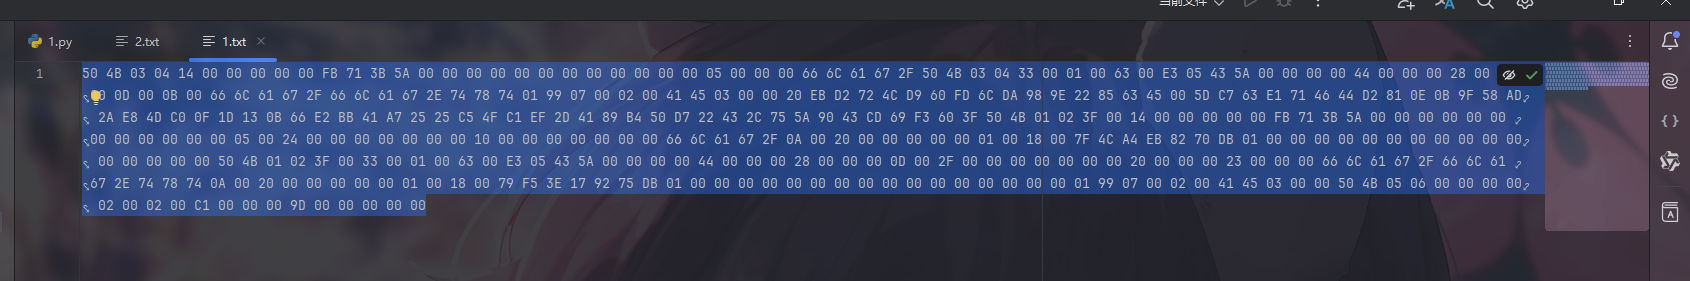 当前文件
1.py 2.txt 1.txt
1 50 4B 03 04 14 00 00 00 00 00 FB 71 3B 5A 00 00 00 00 00 00 00 00 00 00 00 00 05 00 00 00 66 6C 61 67 2F 50 4B 03 04 33 00 01 00 63 00 E3 05 43 5A 00 00 00 00 44 00 00 00 28 00
0D 00 0B 00 66 6C 61 67 2F 66 6C 61 67 2E 74 78 74 01 99 07 00 02 00 41 45 03 00 00 20 EB D2 72 4C D9 60 FD 6C DA 98 9E 22 85 63 45 00 5D C7 63 E1 71 46 44 D2 81 0E 0B 9F 58 AD
2A E8 4D C0 0F 1D 13 0B 66 E2 BB 41 A7 25 25 C5 4F C1 EF 2D 41 89 B4 50 D7 22 43 2C 75 5A 90 43 CD 69 F3 60 3F 50 4B 01 02 3F 00 14 00 00 00 00 00 FB 71 3B 5A 00 00 00 00
00 00 00 00 00 00 00 00 05 00 24 00 00 00 00 00 00 00 10 00 00 00 00 00 00 00 66 6C 61 67 2F 0A 00 20 00 00 00 00 00 01 00 18 00 7F 4C A4 EB 82 70 DB 01 00 00 00 00 00 00 00 00
00 00 00 00 00 00 50 4B 01 02 3F 00 33 00 01 00 63 00 E3 05 43 5A 00 00 00 00 44 00 00 00 28 00 00 00 0D 00 2F 00 00 00 00 00 00 00 20 00 00 00 23 00 00 00 66 6C 61 67 2F 66 6C 61
67 2E 74 78 74 0A 00 20 00 00 00 00 00 01 00 18 00 79 F5 3E 17 92 75 DB 01 00 00 00 00 00 00 00 00 00 00 00 00 00 00 00 00 01 99 07 00 02 00 41 45 03 00 00 50 4B 05 06 00 00 00 00
02 00 02 00 C1 00 00 00 9D 00 00 00 00 00